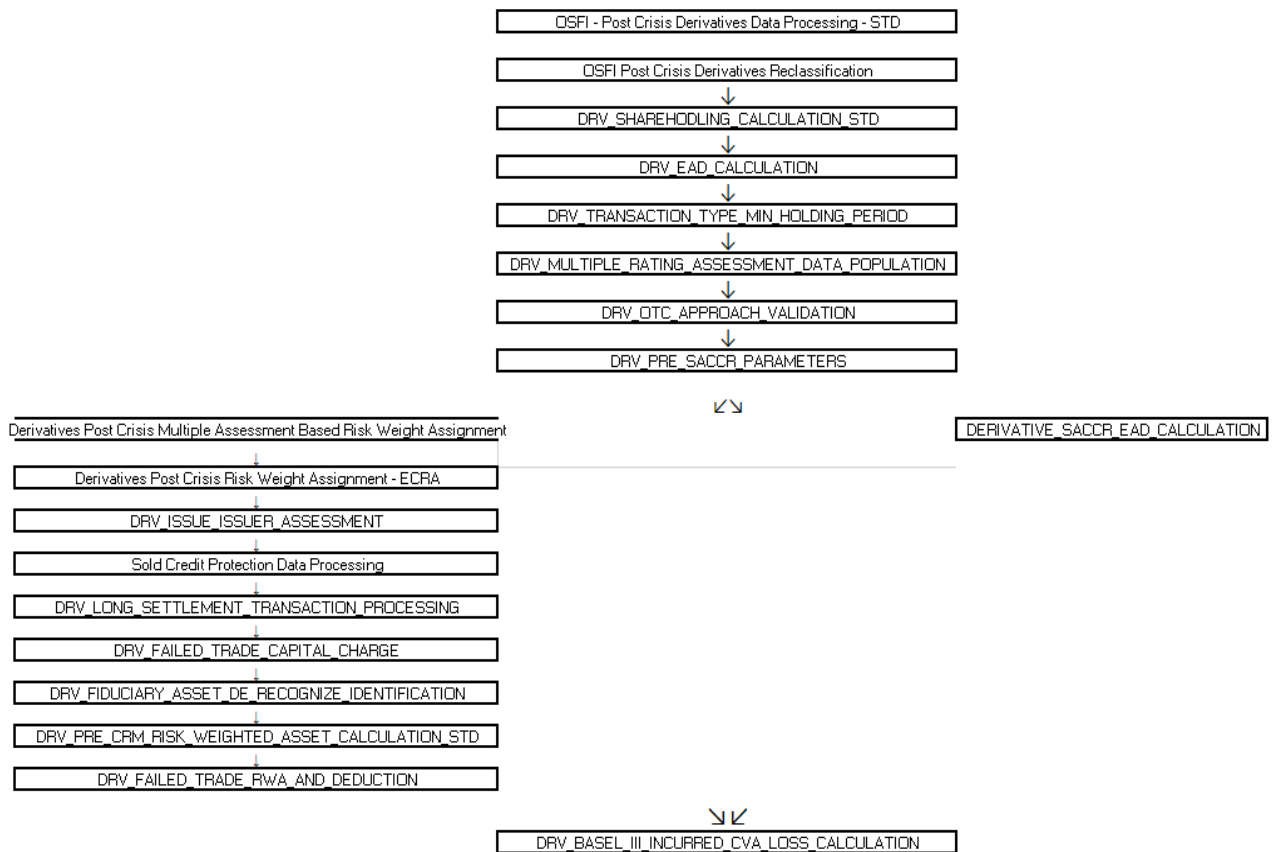 OSFI - Post Crisis Derivatives Data Processing - STD
OSFI Post Crisis Derivatives Reclassification
DRV_SHAREHODLING_CALCULATION_STD
DRV_EAD_CALCULATION
DRV_TRANSACTION_TYPE_MIN_HOLDING_PERIOD
DRV_MULTIPLE_RATING_ASSESSMENT_DATA_POPULATION
DRV_OTC_APPROACH_VALIDATION
DRV_PRE_SACCR_PARAMETERS
Derivatives Post Crisis Multiple Assessment Based Risk Weight Assignment
DERIVATIVE_SACCR_EAD_CALCULATION
Derivatives Post Crisis Risk Weight Assignment - ECRA
DRV_ISSUE_ISSUER_ASSESSMENT
Sold Credit Protection Data Processing
DRV_LONG_SETTLEMENT_TRANSACTION_PROCESSING
DRV_FAILED_TRADE_CAPITAL_CHARGE
DRV_FIDUCIARY_ASSET_DE_RECOGNIZE_IDENTIFICATION
DRV_PRE_CRM_RISK_WEIGHTED_ASSET_CALCULATION_STD
DRV_FAILED_TRADE_RWA_AND_DEDUCTION
DRV_BASEL_III_INCURRED_CVA_LOSS_CALCULATION